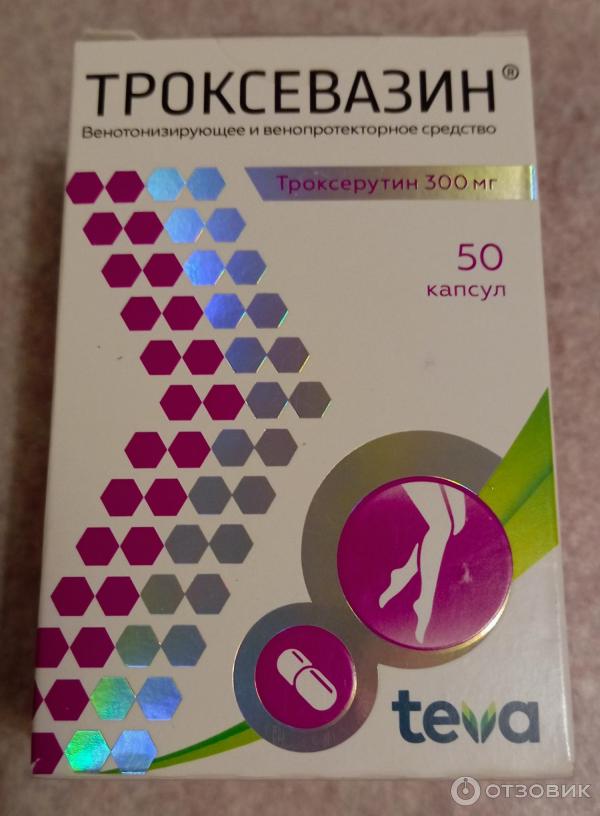 ТРОКСЕВАЗИН®
Венотонизирующее и венопротекторное средство
Троксерутин 300 мг
50
капсул
teva
ОТЗОВИК